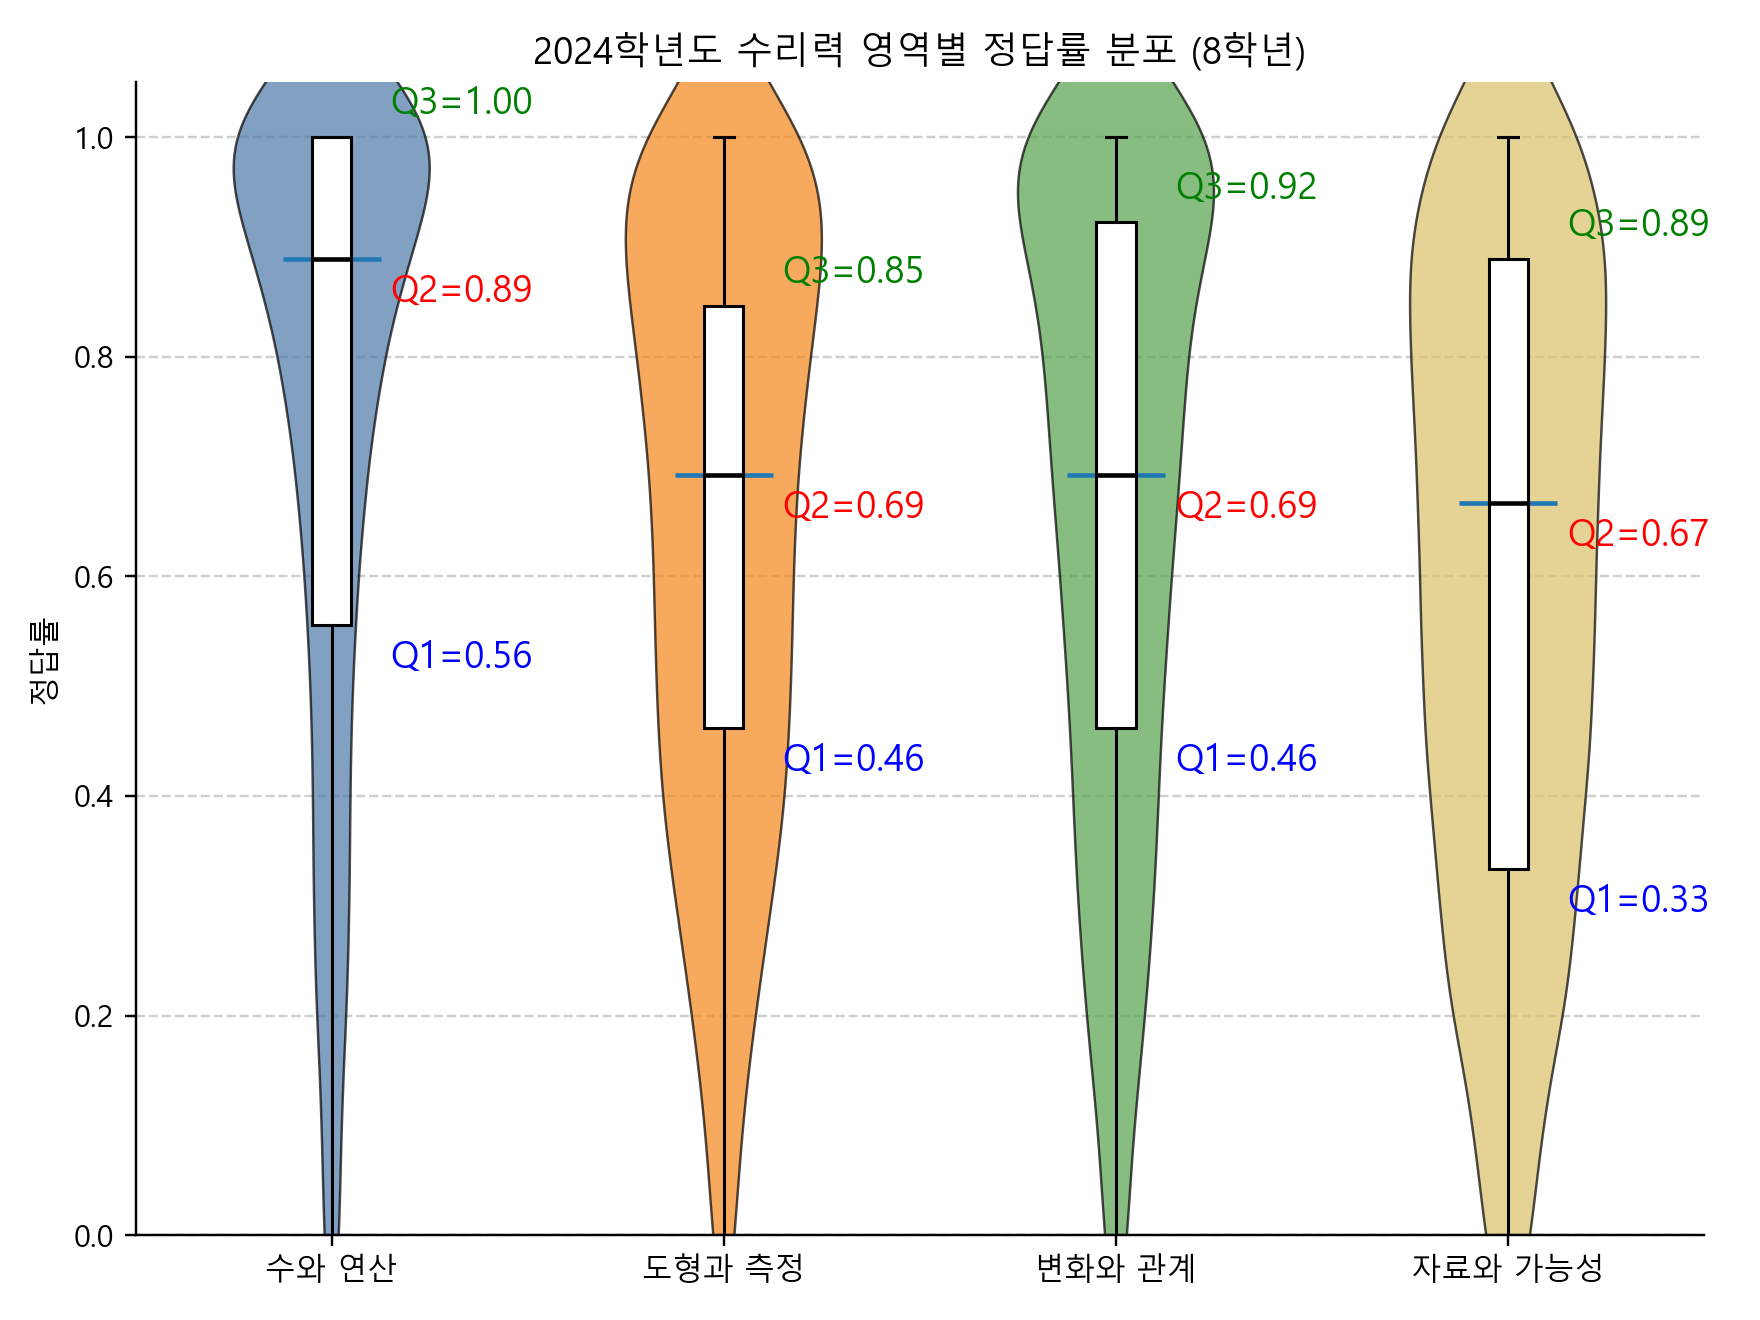 2024학년도 수리력 영역별 정답률 분포 (8학년)
정답률
1.0
0.8
0.6
0.4
0.2
0.0
Q3=1.00
Q2=0.89
Q1=0.56
Q3=0.85
Q2=0.69
Q1=0.46
Q3=0.92
Q2=0.69
Q1=0.46
Q3=0.89
Q2=0.67
Q1=0.33
수와 연산
도형과 측정
변화와 관계
자료와 가능성